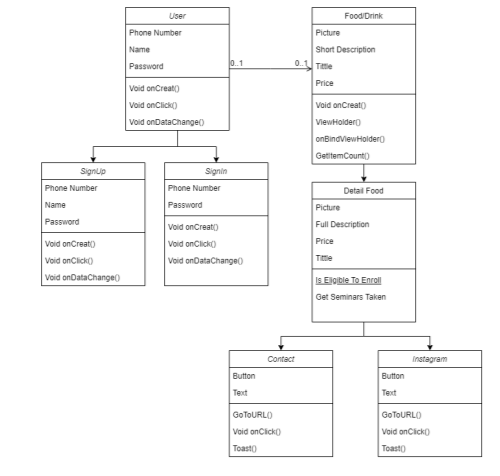 User
Phone Number
Name
Password
Void onCreat()
Void onClick()
Void onDataChange()
0..1
0..1
Food/Drink
Picture
Short Description
Tittle
Price
Void onCreat()
ViewHolder()
onBindViewHolder()
GetItemCount()
SignUp
Phone Number
Name
Password
Void onCreat()
Void onClick()
Void onDataChange()
SignIn
Phone Number
Password
Void onCreat()
Void onClick()
Void onDataChange()
Detail Food
Picture
Full Description
Price
Tittle
Is Eligible To Enroll
Get Seminars Taken
Contact
Button
Text
GoToURL()
Void onClick()
Toast()
Instagram
Button
Text
GoToURL()
Void onClick()
Toast()